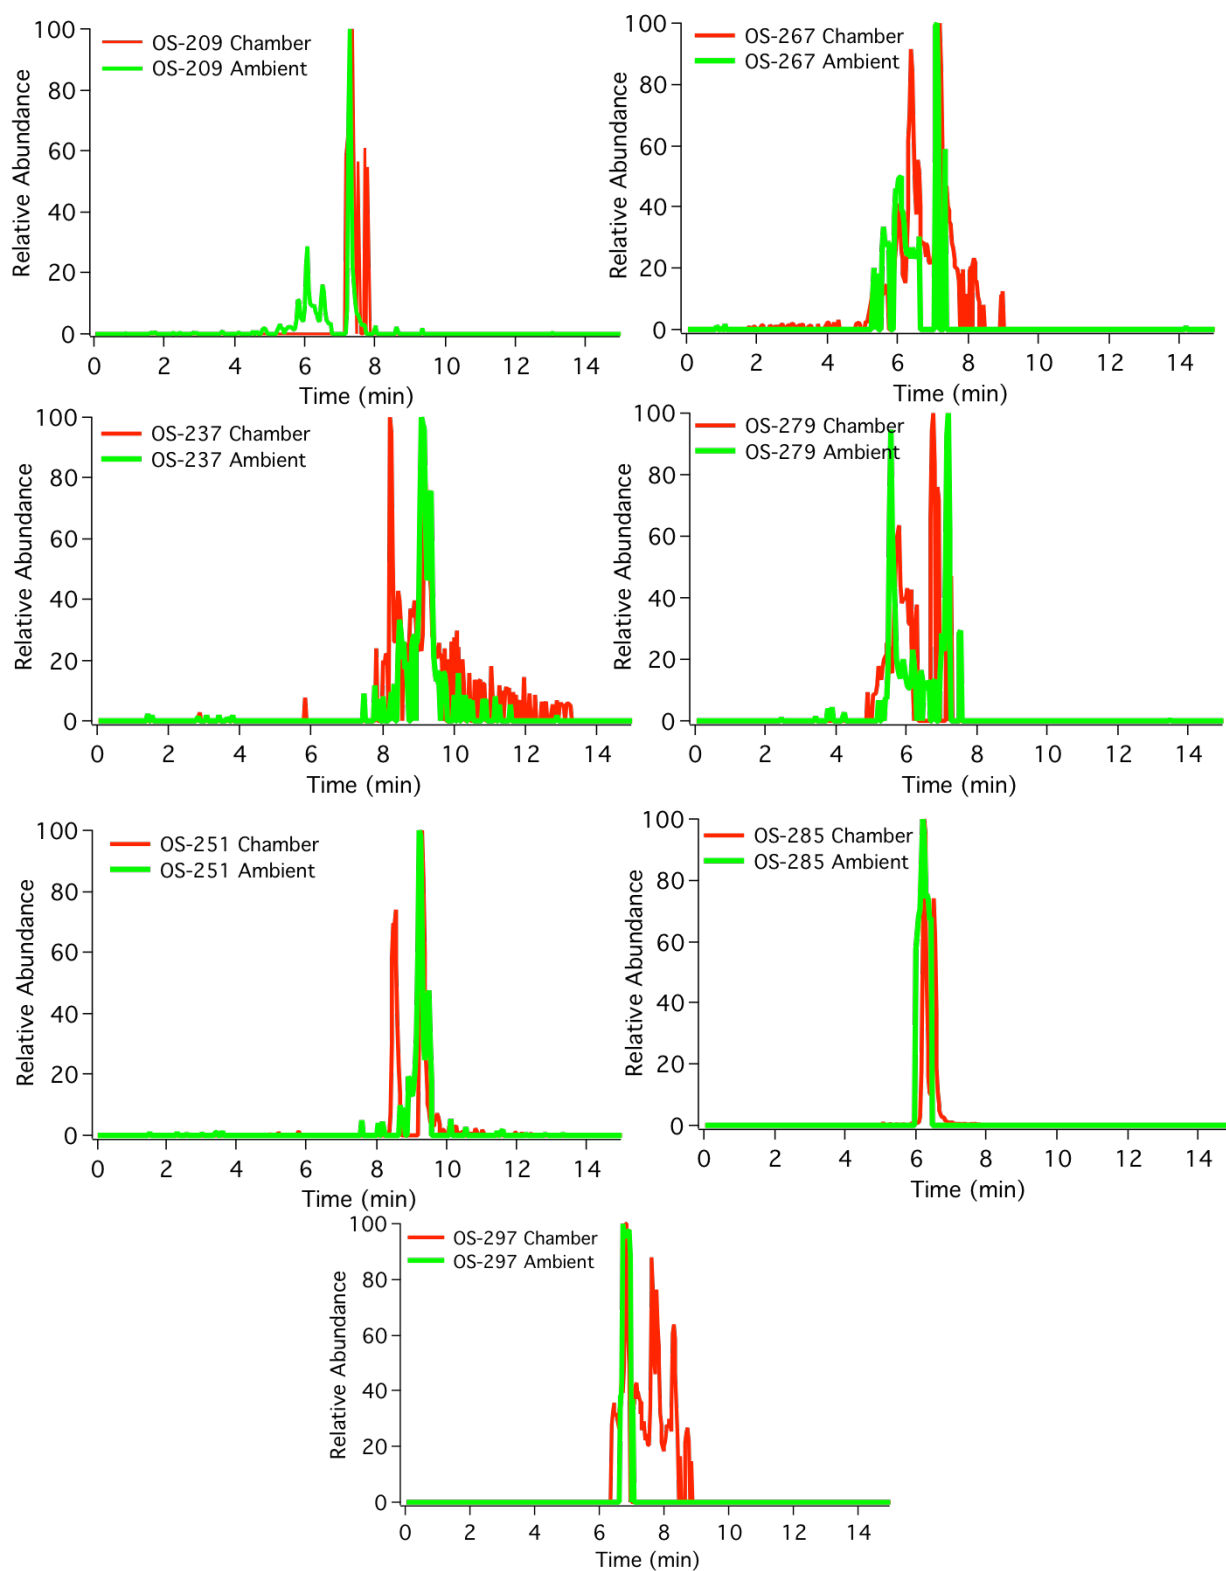 OS-209 Chamber
OS-209 Ambient
Relative Abundance
100
80
60
40
20
0
0 2 4 6 8 10 12 14
Time (min)
OS-267 Chamber
OS-267 Ambient
Relative Abundance
100
80
60
40
20
0
0 2 4 6 8 10 12 14
Time (min)
OS-237 Chamber
OS-237 Ambient
Relative Abundance
100
80
60
40
20
0
0 2 4 6 8 10 12 14
Time (min)
OS-279 Chamber
OS-279 Ambient
Relative Abundance
100
80
60
40
20
0
0 2 4 6 8 10 12 14
Time (min)
OS-251 Chamber
OS-251 Ambient
Relative Abundance
100
80
60
40
20
0
0 2 4 6 8 10 12 14
Time (min)
OS-285 Chamber
OS-285 Ambient
Relative Abundance
100
80
60
40
20
0
0 2 4 6 8 10 12 14
Time (min)
OS-297 Chamber
OS-297 Ambient
Relative Abundance
100
80
60
40
20
0
0 2 4 6 8 10 12 14
Time (min)